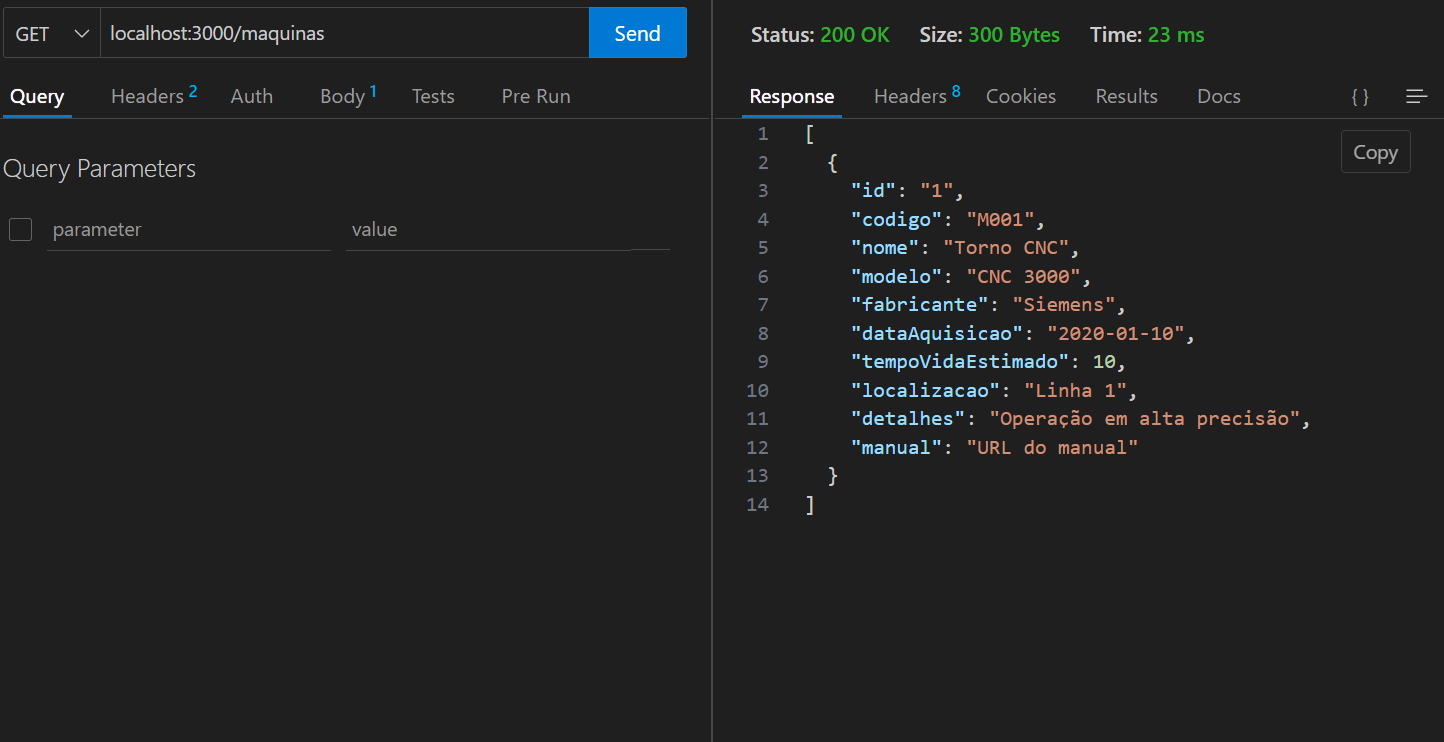 GET localhost:3000/maquinas Send
Query Headers 2 Auth Body 1 Tests Pre Run
Query Parameters
parameter value
Status: 200 OK Size: 300 Bytes Time: 23 ms
Response Headers 8 Cookies Results Docs { }
Copy
1 [
2 {
3 "id": "1",
4 "codigo": "M001",
5 "nome": "Torno CNC",
6 "modelo": "CNC 3000",
7 "fabricante": "Siemens",
8 "dataAquisicao": "2020-01-10",
9 "tempoVidaEstimado": 10,
10 "localizacao": "Linha 1",
11 "detalhes": "Operação em alta precisão",
12 "manual": "URL do manual"
13 }
14 ]